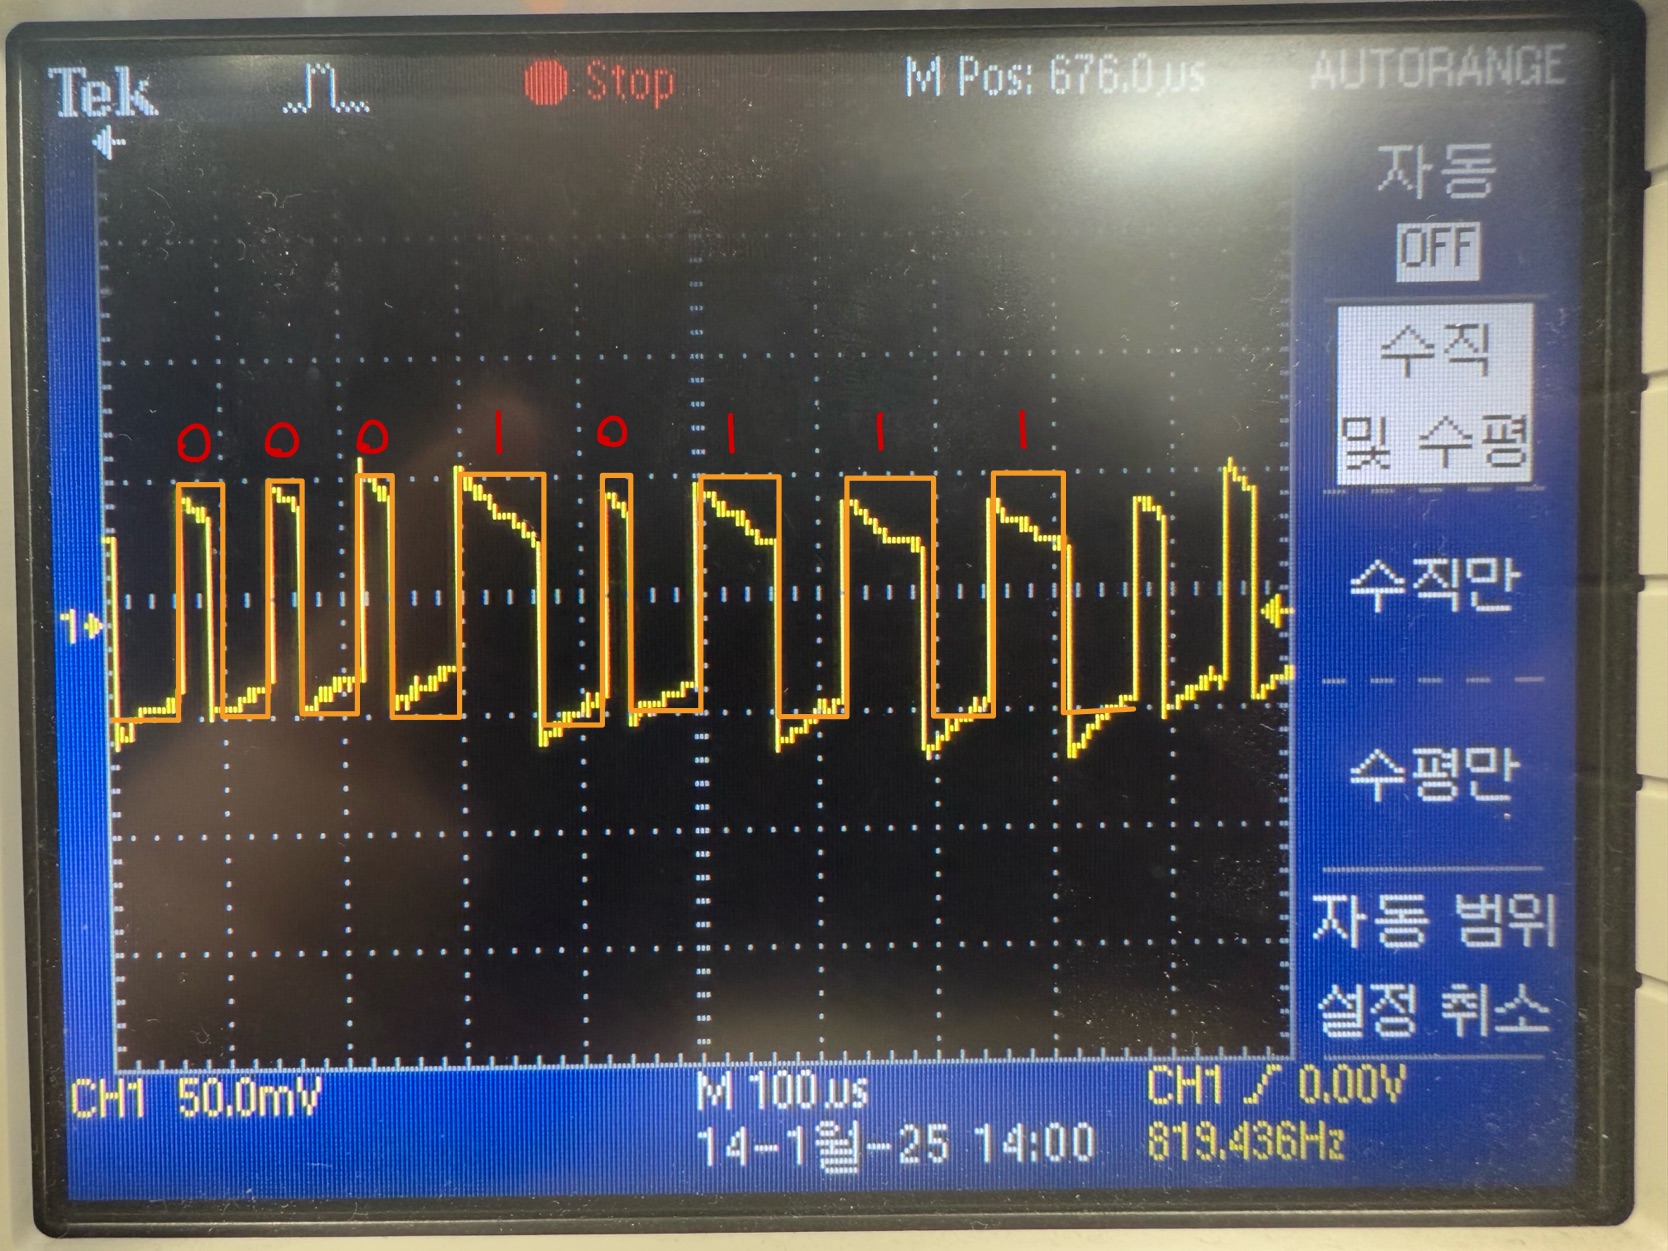 Tek Stop M Pos: 676.0µs AUTORANGE
자동
OFF
수직
및 수평
수직만
수평만
자동 범위
설정 취소
0 0 0 1 0 1 1 1
1
CH1 50.0mV M 100µs CH1 0.00V
14-1월-25 14:00 819.436Hz